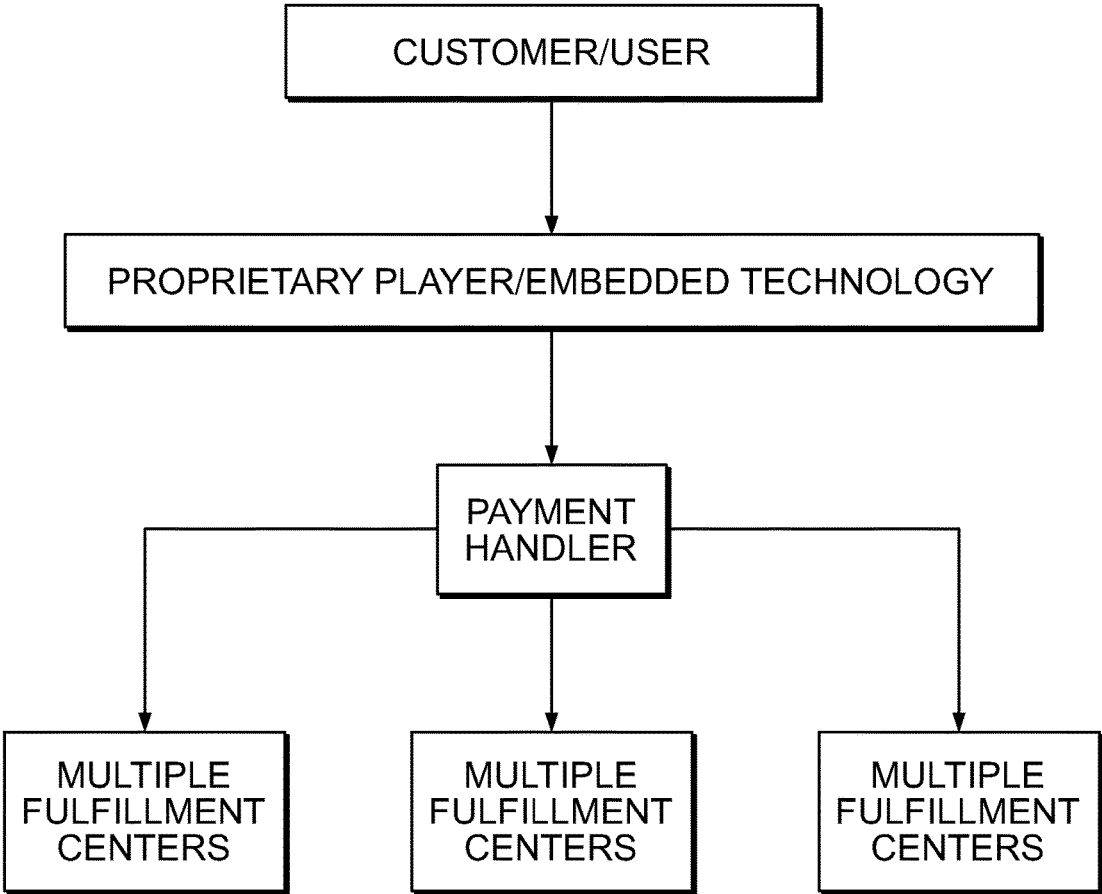 CUSTOMER/USER
PROPRIETARY PLAYER/EMBEDDED TECHNOLOGY
PAYMENT
HANDLER
MULTIPLE
FULFILLMENT
CENTERS
MULTIPLE
FULFILLMENT
CENTERS
MULTIPLE
FULFILLMENT
CENTERS